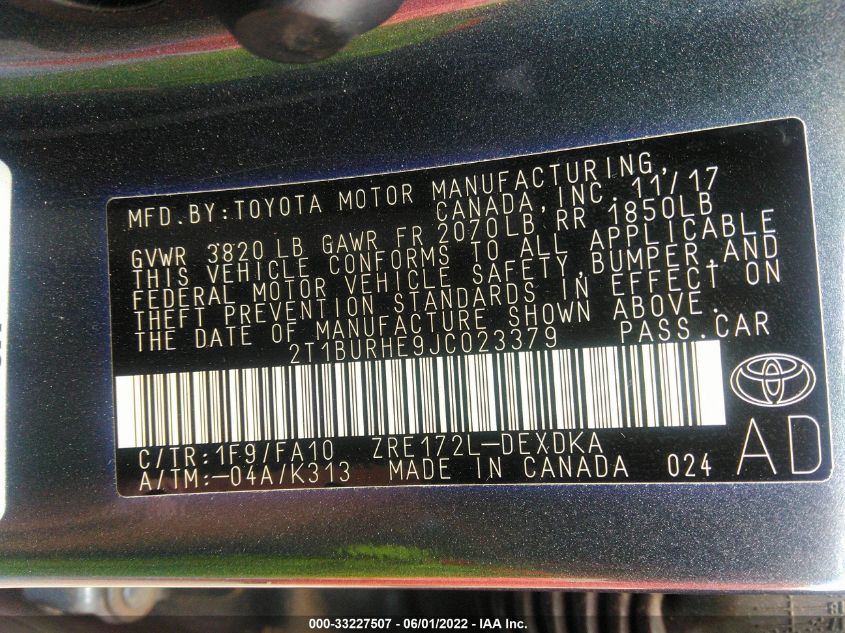 MFD.BY:TOYOTA MOTOR MANUFACTURING,
CANADA, INC. 11/17
GVWR 3820 LB GAWR FR 2070LB RR 1850LB
THIS VEHICLE CONFORMS TO ALL APPLICABLE
FEDERAL MOTOR VEHICLE SAFETY,BUMPER,AND
THEFT PREVENTION STANDARDS IN EFFECT ON
THE DATE OF MANUFACTURE SHOWN ABOVE.
2T1BURHE9JC023379 PASS.CAR
C/TR:1F9/FA10 ZRE172L-DEXDKA
A/TM:-04A/K313 MADE IN CANADA 024
AD
000-33227507 - 06/01/2022 - IAA Inc.